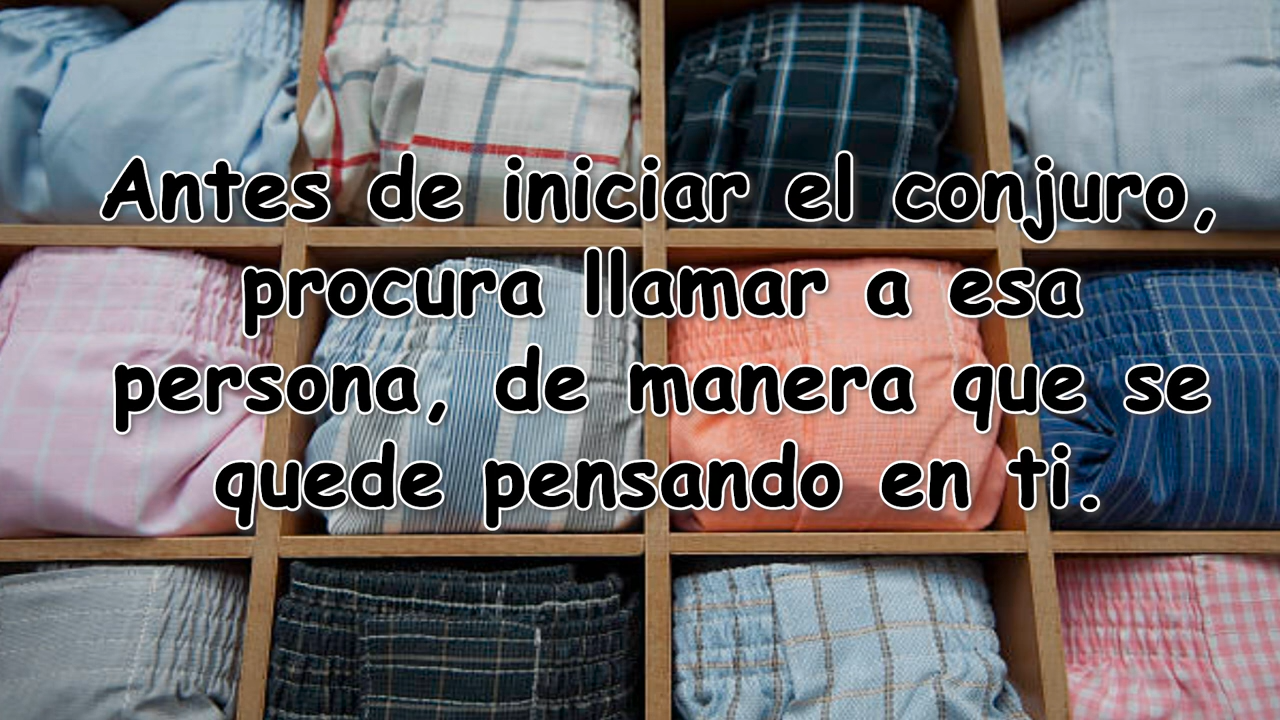 Antes de iniciar el conjuro,
procura llamar a esa
persona, de manera que se
quede pensando en ti.